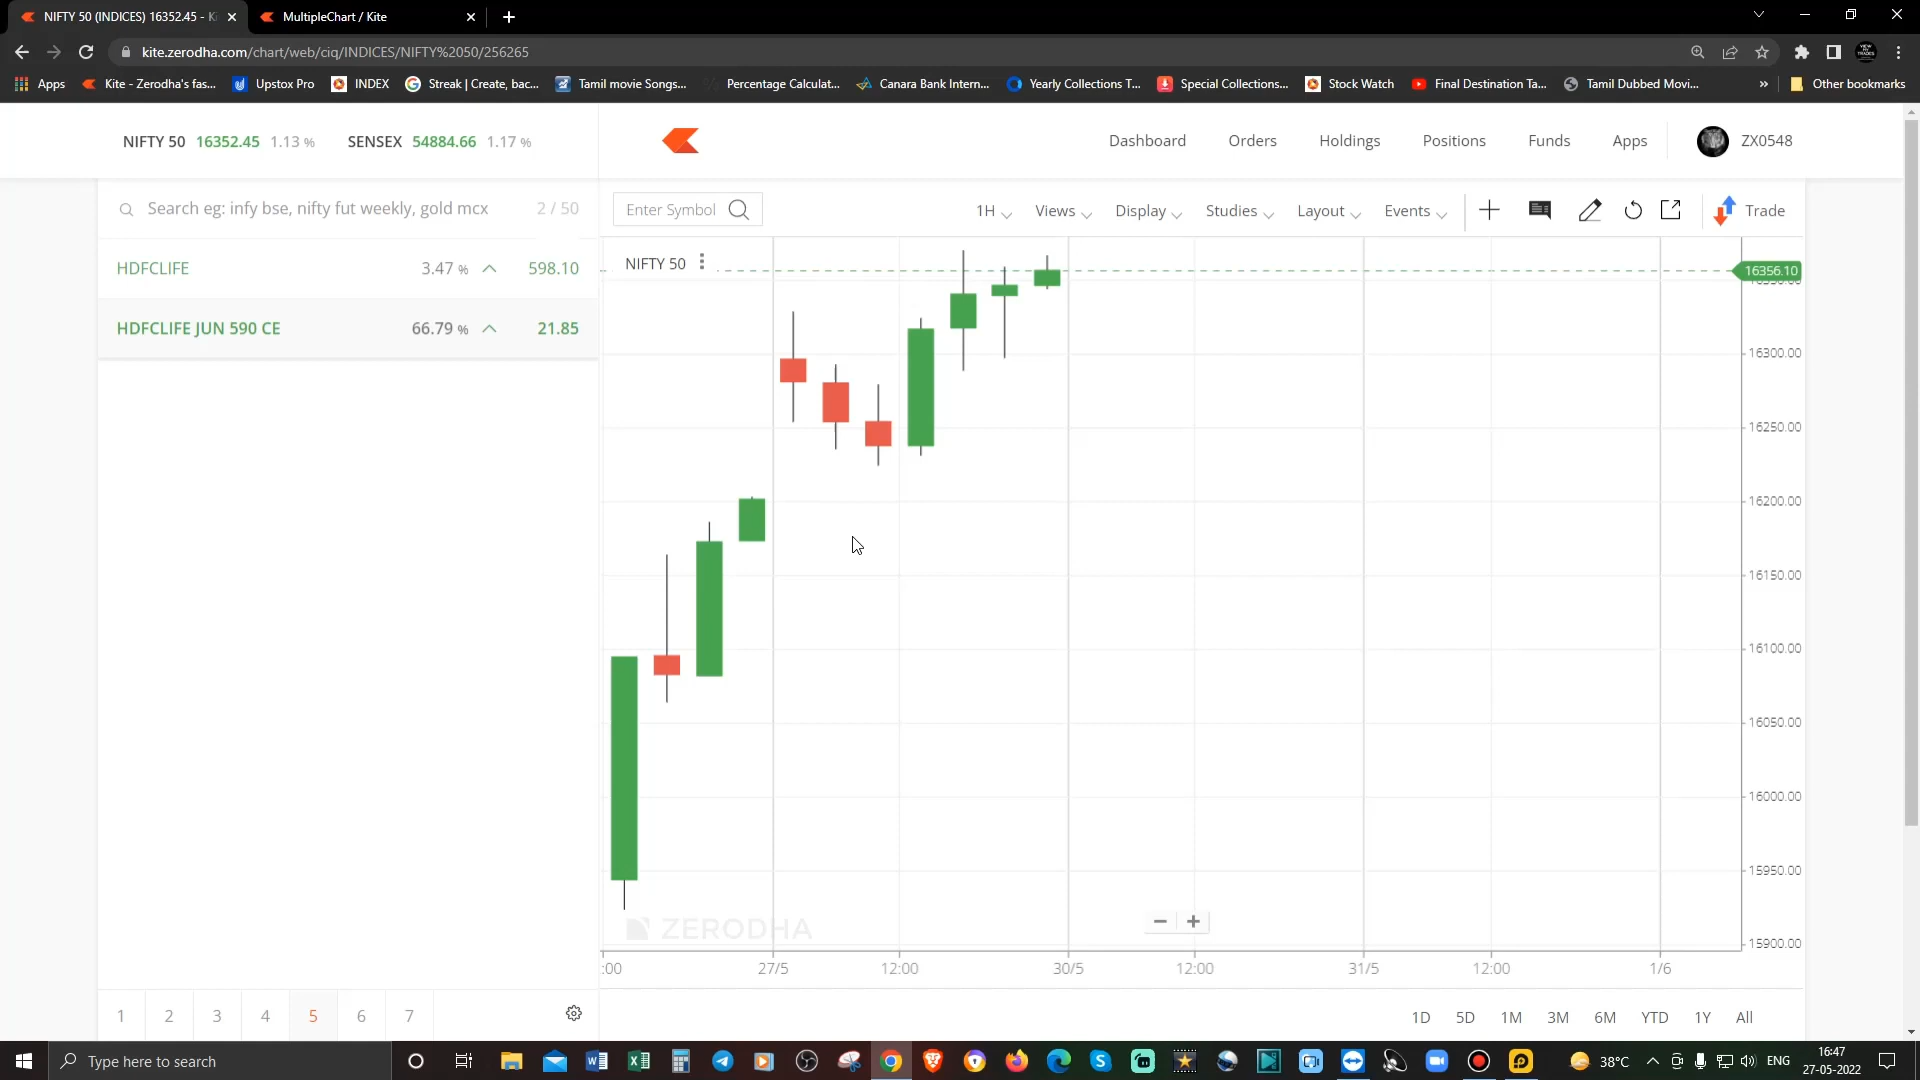 NIFTY 50 (INDICES) 16352.45 - Ki
MultipleChart / Kite
kite.zerodha.com/chart/web/ciq/INDICES/NIFTY%2050/256265
Apps
Kite - Zerodha's fas...
Upstox Pro
INDEX
Streak | Create, bac...
Tamil movie Songs...
Percentage Calculat...
Canara Bank Intern...
Yearly Collections T...
Special Collections...
Stock Watch
Final Destination Ta...
Tamil Dubbed Movi...
»
Other bookmarks
NIFTY 50 16352.45 1.13 %
SENSEX 54884.66 1.17 %
Dashboard
Orders
Holdings
Positions
Funds
Apps
ZX0548
Search eg: infy bse, nifty fut weekly, gold mcx
2 / 50
Enter Symbol
1H
Views
Display
Studies
Layout
Events
Trade
HDFCLIFE 3.47 % 598.10
HDFCLIFE JUN 590 CE 66.79 % 21.85
NIFTY 50
16356.10
16300.00
16250.00
16200.00
16150.00
16100.00
16050.00
16000.00
15950.00
15900.00
ZERODHA
:00
27/5
12:00
30/5
12:00
31/5
12:00
1/6
1 2 3 4 5 6 7
1D 5D 1M 3M 6M YTD 1Y All
Type here to search
38°C
ENG
16:47
27-05-2022